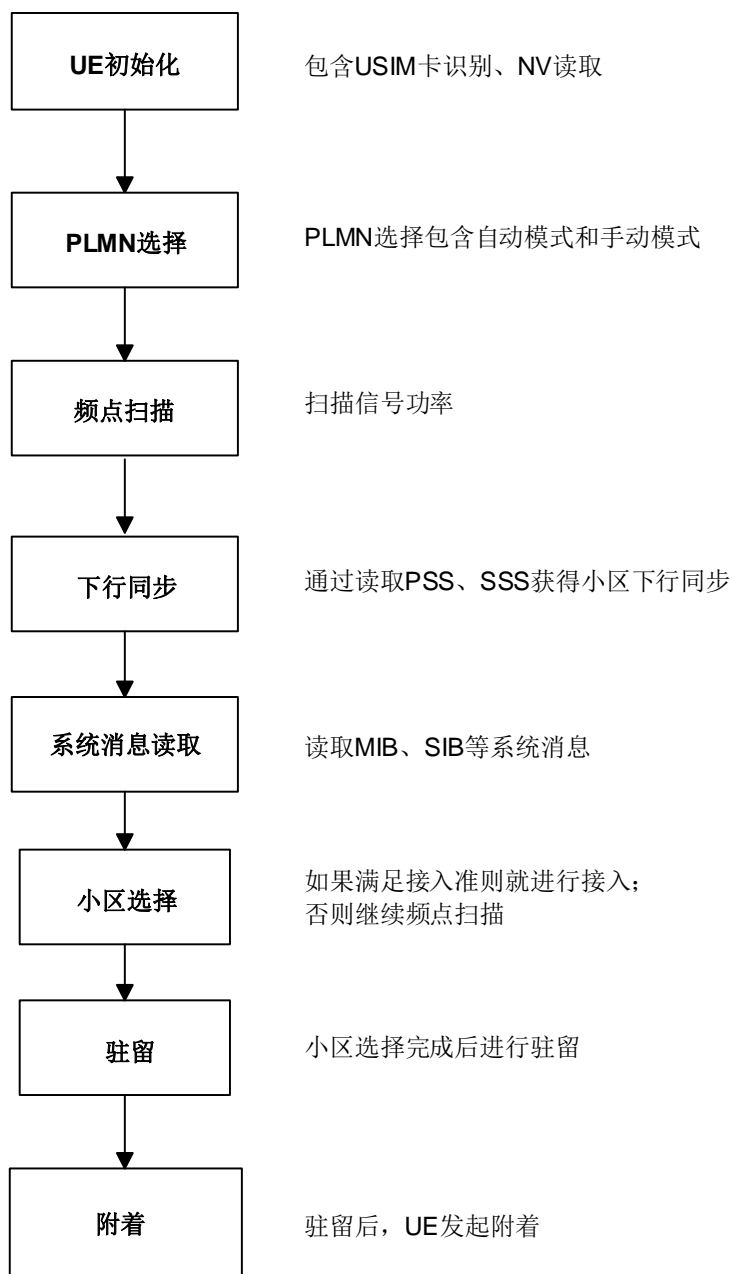 UE初始化
包含USIM卡识别、NV读取
PLMN选择
PLMN选择包含自动模式和手动模式
频点扫描
扫描信号功率
下行同步
通过读取PSS、SSS获得小区下行同步
系统消息读取
读取MIB、SIB等系统消息
小区选择
如果满足接入准则就进行接入；
否则继续频点扫描
驻留
小区选择完成后进行驻留
附着
驻留后，UE发起附着